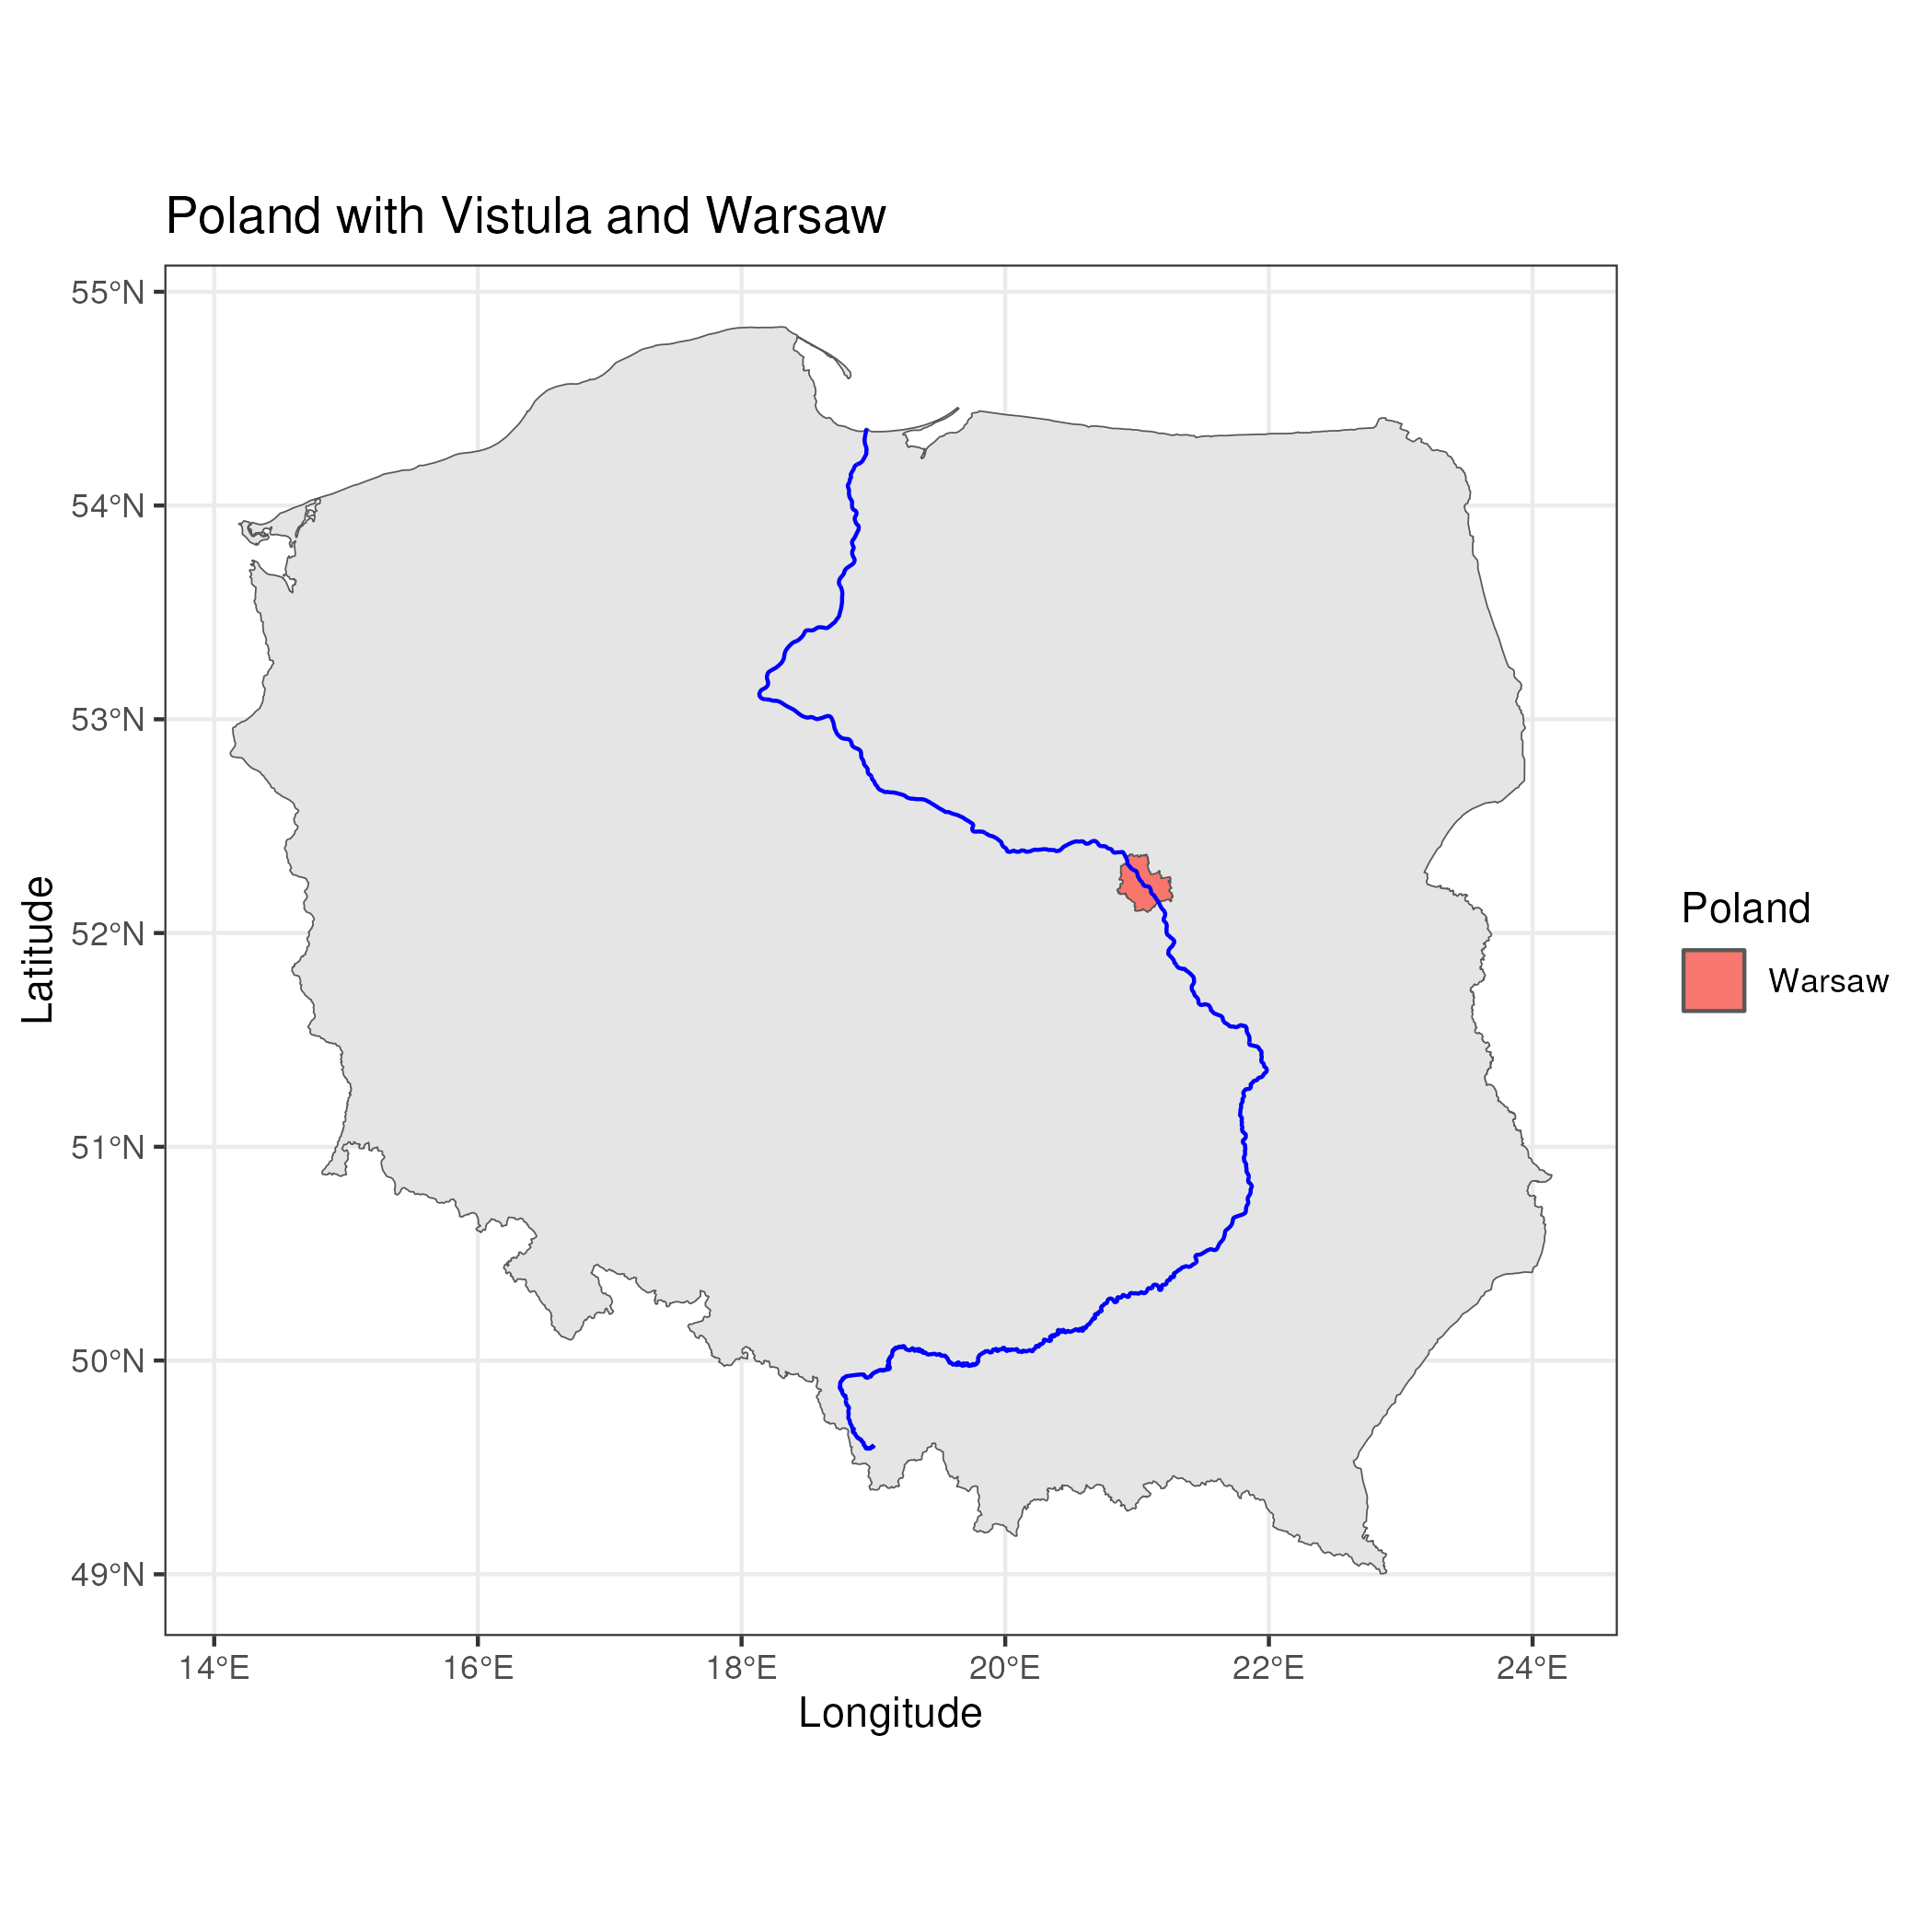 Poland with Vistula and Warsaw
55°N
54°N
53°N
52°N
51°N
50°N
49°N
Latitude
14°E 16°E 18°E 20°E 22°E 24°E
Longitude
Poland
Warsaw